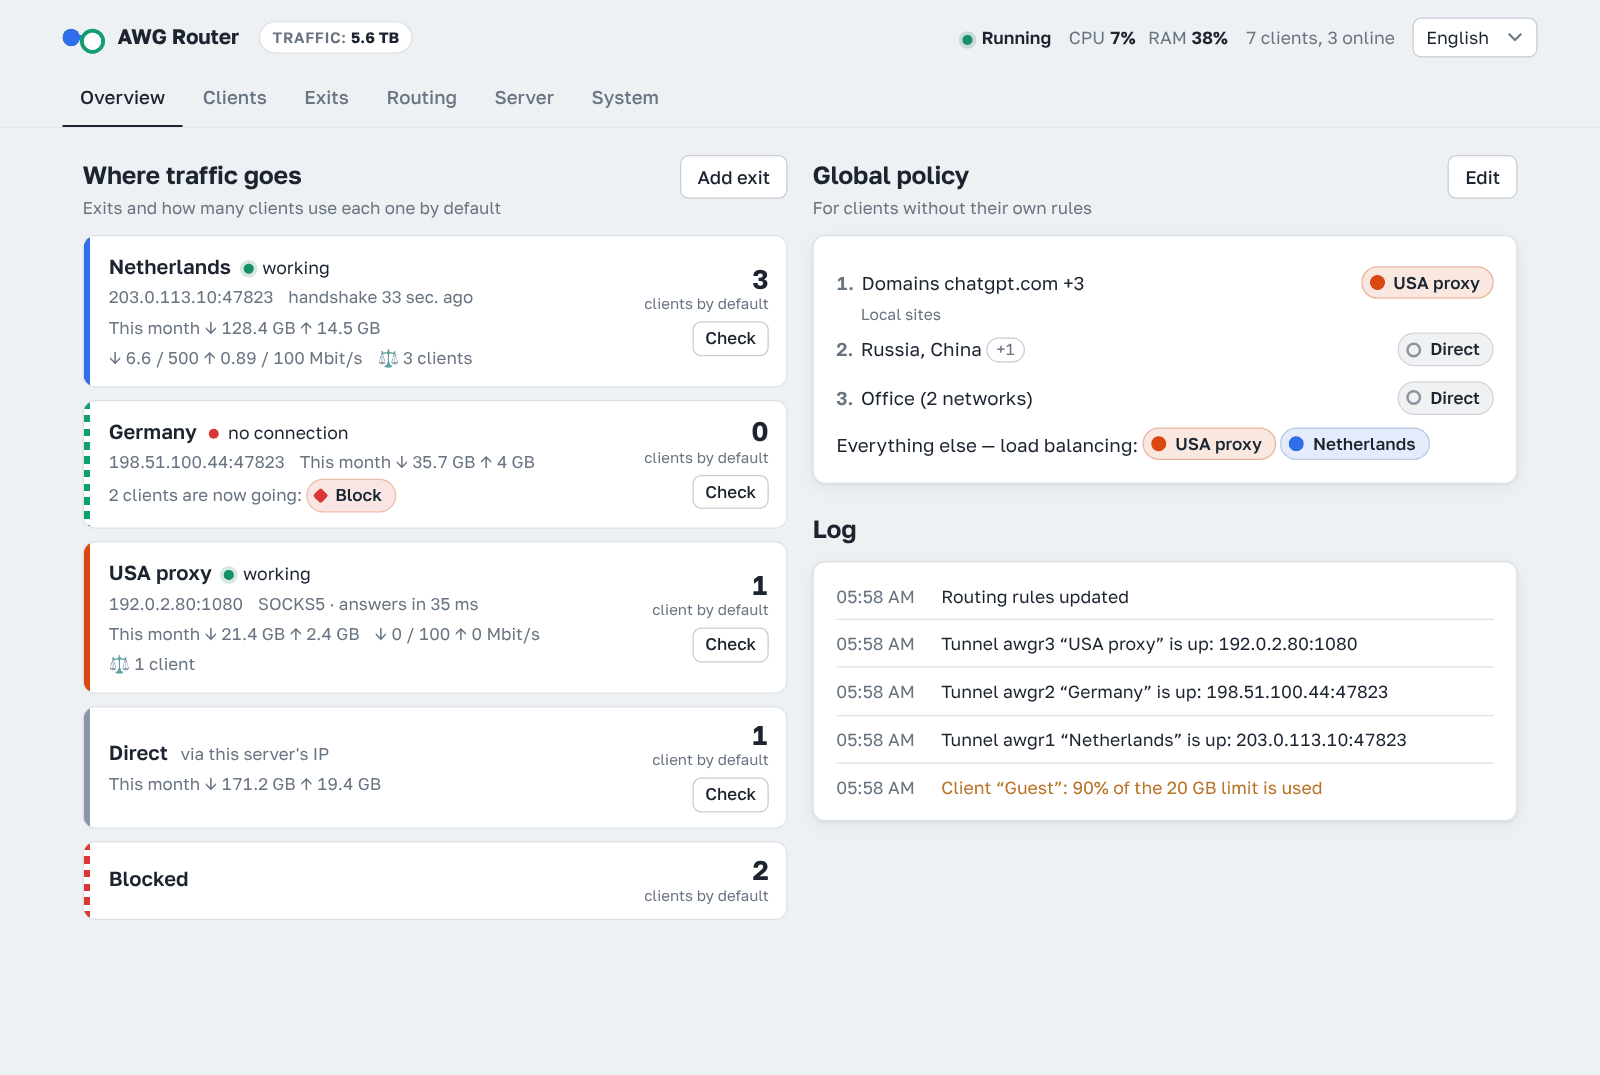 AWG Router
TRAFFIC: 5.6 TB
Running CPU 7% RAM 38% 7 clients, 3 online
English
Overview Clients Exits Routing Server System
Where traffic goes
Add exit
Exits and how many clients use each one by default
Netherlands working
203.0.113.10:47823 handshake 33 sec. ago
This month ↓ 128.4 GB ↑ 14.5 GB
↓ 6.6 / 500 ↑ 0.89 / 100 Mbit/s ⚖ 3 clients
3
clients by default
Check
Germany no connection
198.51.100.44:47823 This month ↓ 35.7 GB ↑ 4 GB
2 clients are now going: Block
0
clients by default
Check
USA proxy working
192.0.2.80:1080 SOCKS5 · answers in 35 ms
This month ↓ 21.4 GB ↑ 2.4 GB ↓ 0 / 100 ↑ 0 Mbit/s
⚖ 1 client
1
client by default
Check
Direct via this server's IP
This month ↓ 171.2 GB ↑ 19.4 GB
1
client by default
Check
Blocked
2
clients by default
Global policy
Edit
For clients without their own rules
1. Domains chatgpt.com +3 USA proxy
Local sites
2. Russia, China +1 Direct
3. Office (2 networks) Direct
Everything else — load balancing: USA proxy Netherlands
Log
05:58 AM Routing rules updated
05:58 AM Tunnel awgr3 “USA proxy” is up: 192.0.2.80:1080
05:58 AM Tunnel awgr2 “Germany” is up: 198.51.100.44:47823
05:58 AM Tunnel awgr1 “Netherlands” is up: 203.0.113.10:47823
05:58 AM Client “Guest”: 90% of the 20 GB limit is used